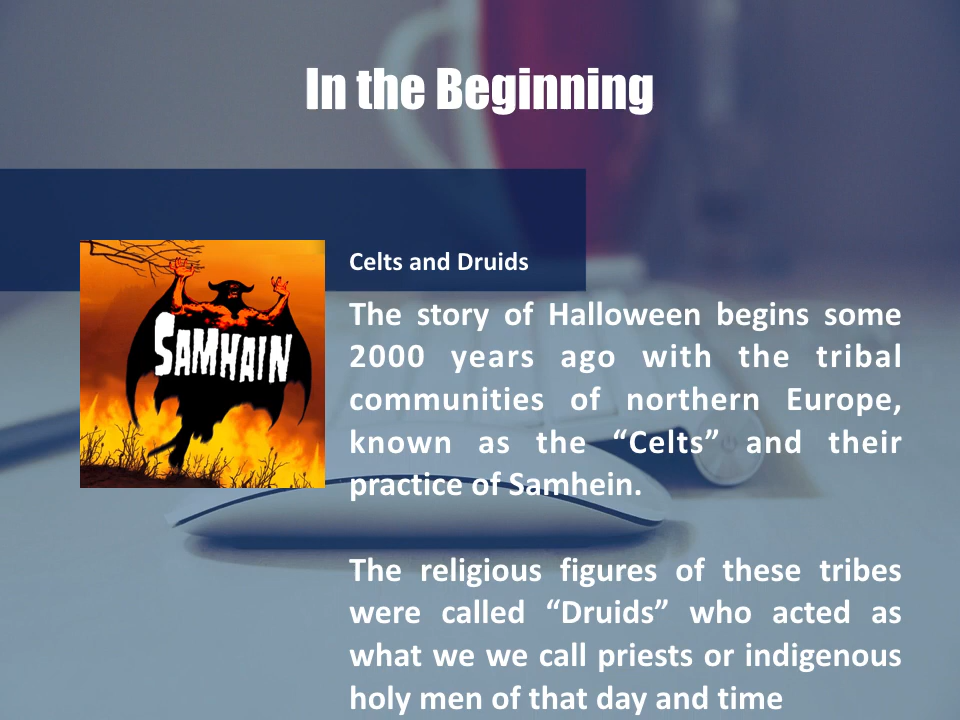 In the Beginning
SAMHAIN
Celts and Druids
The story of Halloween begins some
2000 years ago with the tribal
communities of northern Europe,
known as the “Celts” and their
practice of Samhein.
The religious figures of these tribes
were called “Druids” who acted as
what we we call priests or indigenous
holy men of that day and time